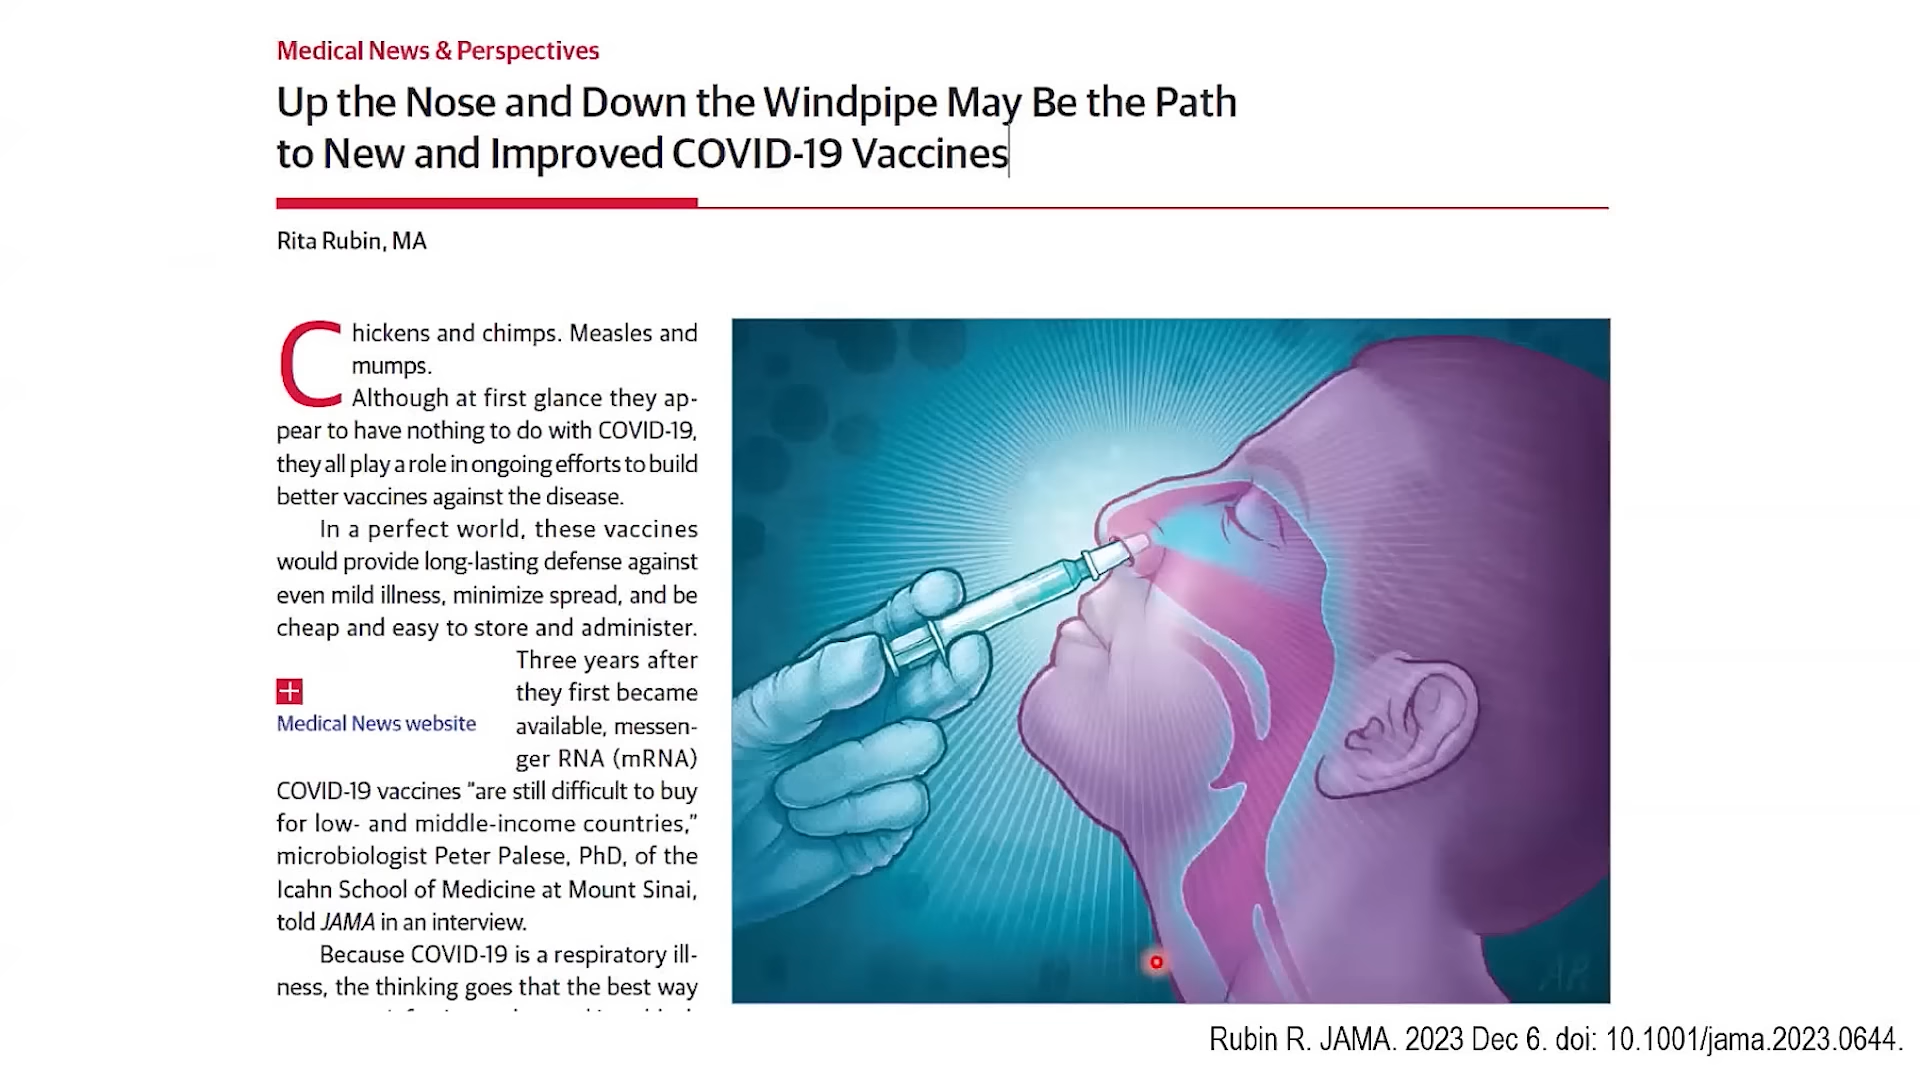 Medical News & Perspectives
Up the Nose and Down the Windpipe May Be the Path
to New and Improved COVID-19 Vaccines
Rita Rubin, MA
Chickens and chimps. Measles and
mumps.
Although at first glance they ap-
pear to have nothing to do with COVID-19,
they all play a role in ongoing efforts to build
better vaccines against the disease.
In a perfect world, these vaccines
would provide long-lasting defense against
even mild illness, minimize spread, and be
cheap and easy to store and administer.
Three years after
they first became
available, messen-
ger RNA (mRNA)
Medical News website
COVID-19 vaccines "are still difficult to buy
for low- and middle-income countries,"
microbiologist Peter Palese, PhD, of the
Icahn School of Medicine at Mount Sinai,
told JAMA in an interview.
Because COVID-19 is a respiratory ill-
ness, the thinking goes that the best way
AR
Rubin R. JAMA. 2023 Dec 6. doi: 10.1001/jama.2023.0644.